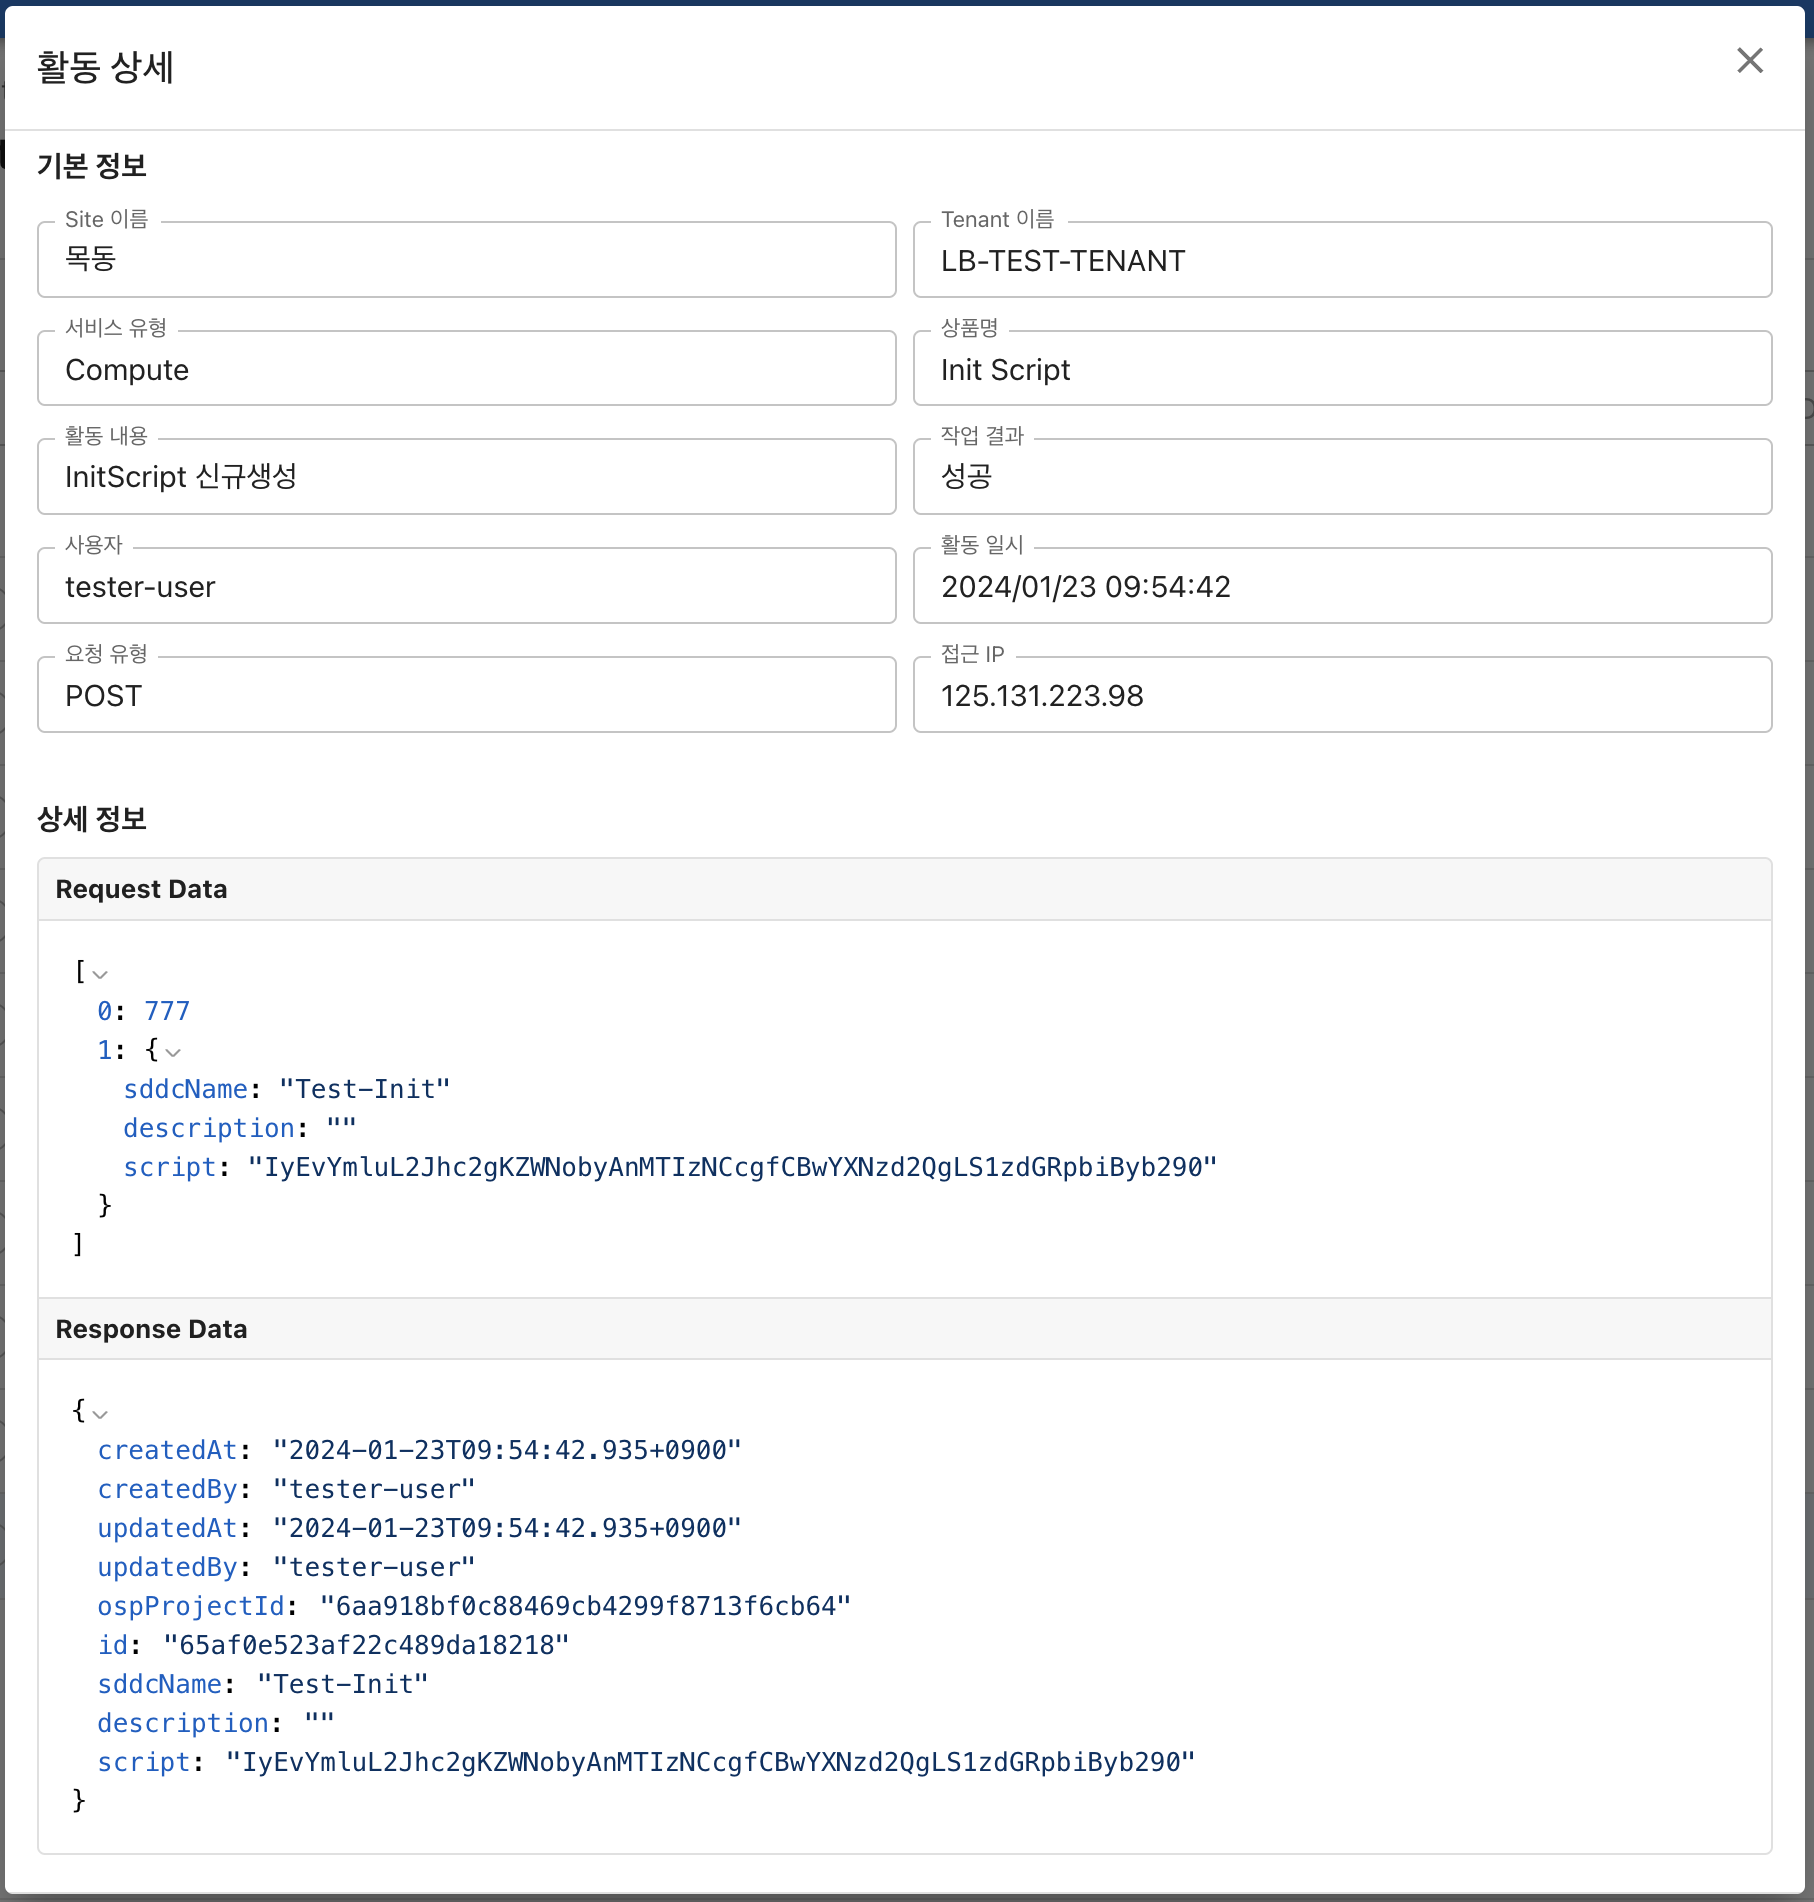 활동 상세
기본 정보
Site 이름
목동
Tenant 이름
LB-TEST-TENANT
서비스 유형
Compute
상품명
Init Script
활동 내용
InitScript 신규생성
작업 결과
성공
사용자
tester-user
활동 일시
2024/01/23 09:54:42
요청 유형
POST
접근 IP
125.131.223.98
상세 정보
Request Data
[
0: 777
1: {
sddcName: "Test-Init"
description: ""
script: "IyEvYmluL2Jhc2gKZWNobyAnMTIzNCcgfCBwYXNzd2QgLS1zdGRpbiByb290"
}
]
Response Data
{
createdAt: "2024-01-23T09:54:42.935+0900"
createdBy: "tester-user"
updatedAt: "2024-01-23T09:54:42.935+0900"
updatedBy: "tester-user"
ospProjectId: "6aa918bf0c88469cb4299f8713f6cb64"
id: "65af0e523af22c489da18218"
sddcName: "Test-Init"
description: ""
script: "IyEvYmluL2Jhc2gKZWNobyAnMTIzNCcgfCBwYXNzd2QgLS1zdGRpbiByb290"
}